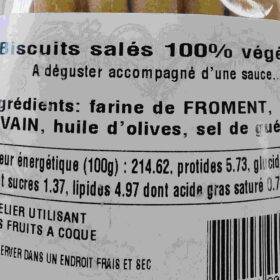 Biscuits salés 100% végé
A déguster accompagné d'une sauce..
grédients: farine de FROMENT,
VAIN, huile d'olives, sel de gué
eur énergétique (100g) : 214.62, protides 5.73, glucid
t sucres 1.37, lipides 4.97 dont acide gras saturé 0.7
ELIER UTILISANT
S FRUITS A COQUE
SERVER DANS UN ENDROIT FRAIS ET SEC